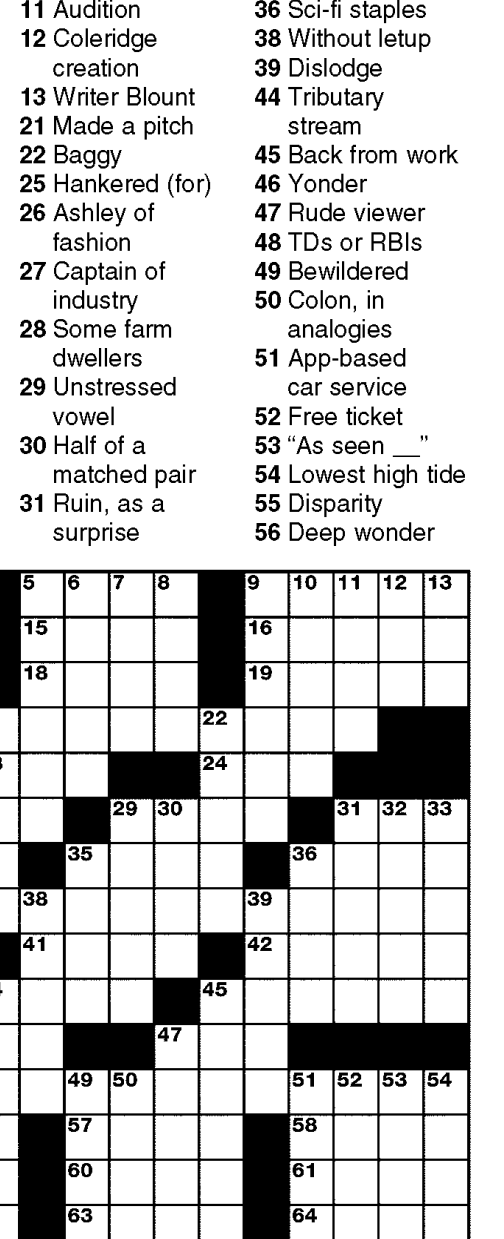 11 Audition
12 Coleridge
creation
13 Writer Blount
21 Made a pitch
22 Baggy
25 Hankered (for)
26 Ashley of
fashion
27 Captain of
industry
28 Some farm
dwellers
29 Unstressed
vowel
30 Half of a
matched pair
31 Ruin, as a
surprise
36 Sci-fi staples
38 Without letup
39 Dislodge
44 Tributary
stream
45 Back from work
46 Yonder
47 Rude viewer
48 TDs or RBIs
49 Bewildered
50 Colon, in
analogies
51 App-based
car service
52 Free ticket
53 “As seen __”
54 Lowest high tide
55 Disparity
56 Deep wonder
5 6 7 8 9 10 11 12 13
15 16
18 19
22
24
29 30 31 32 33
35 36
38 39
41 42
45
47
49 50 51 52 53 54
57 58
60 61
63 64